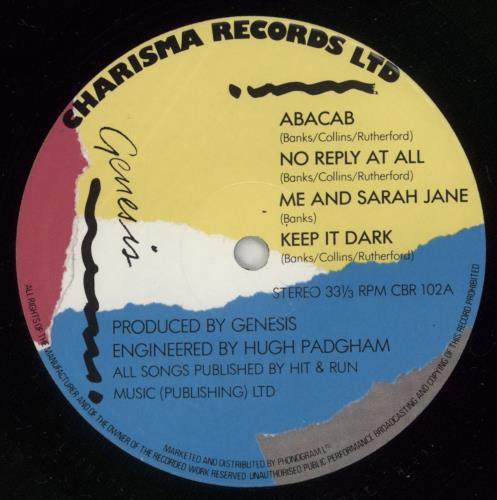 CHARISMA RECORDS LTD
Genesis
ABACAB
(Banks/Collins/Rutherford)
NO REPLY AT ALL
(Banks/Collins/Rutherford)
ME AND SARAH JANE
(Banks)
KEEP IT DARK
(Banks/Collins/Rutherford)
STEREO 33⅓ RPM CBR 102A
PRODUCED BY GENESIS
ENGINEERED BY HUGH PADGHAM
ALL SONGS PUBLISHED BY HIT & RUN
MUSIC (PUBLISHING) LTD
MARKETED AND DISTRIBUTED BY PHONOGRAM LTD
ALL RIGHTS OF THE MANUFACTURER AND OF THE OWNER OF THE RECORDED WORK RESERVED UNAUTHORISED PUBLIC PERFORMANCE BROADCASTING AND COPYING OF THIS RECORD PROHIBITED